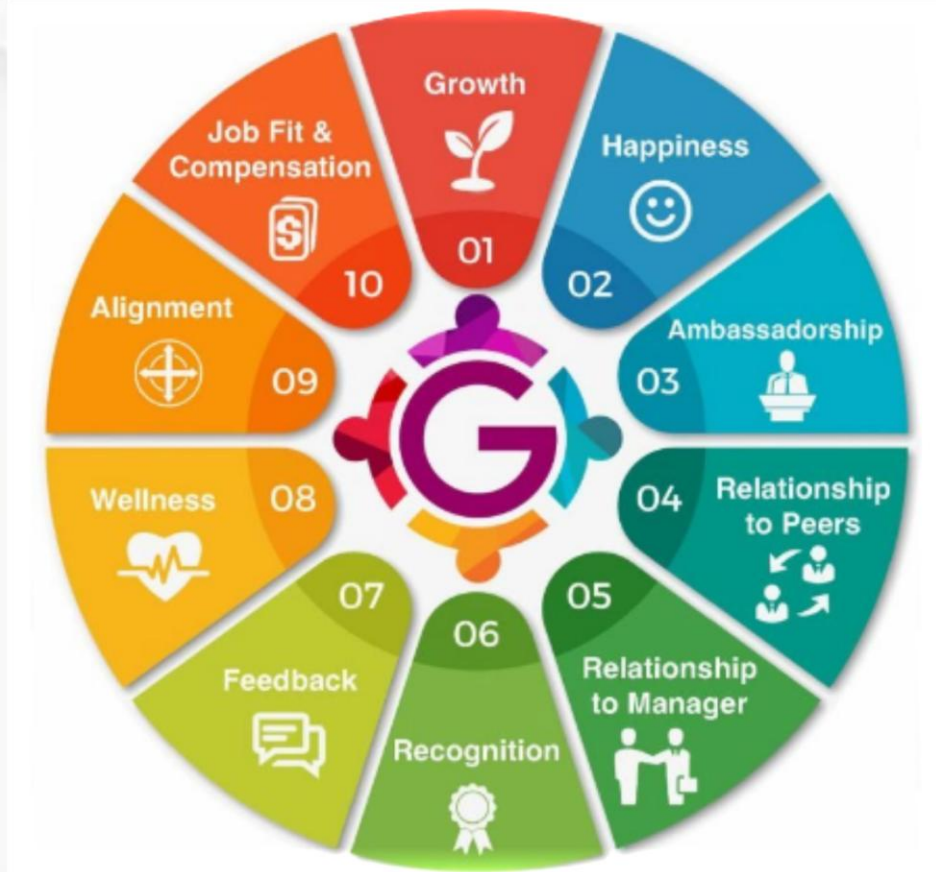 Growth
01
Happiness
02
Ambassadorship
03
Relationship
to Peers
04
Relationship
to Manager
05
Recognition
06
Feedback
07
Wellness
08
Alignment
09
Job Fit &
Compensation
$
10
G